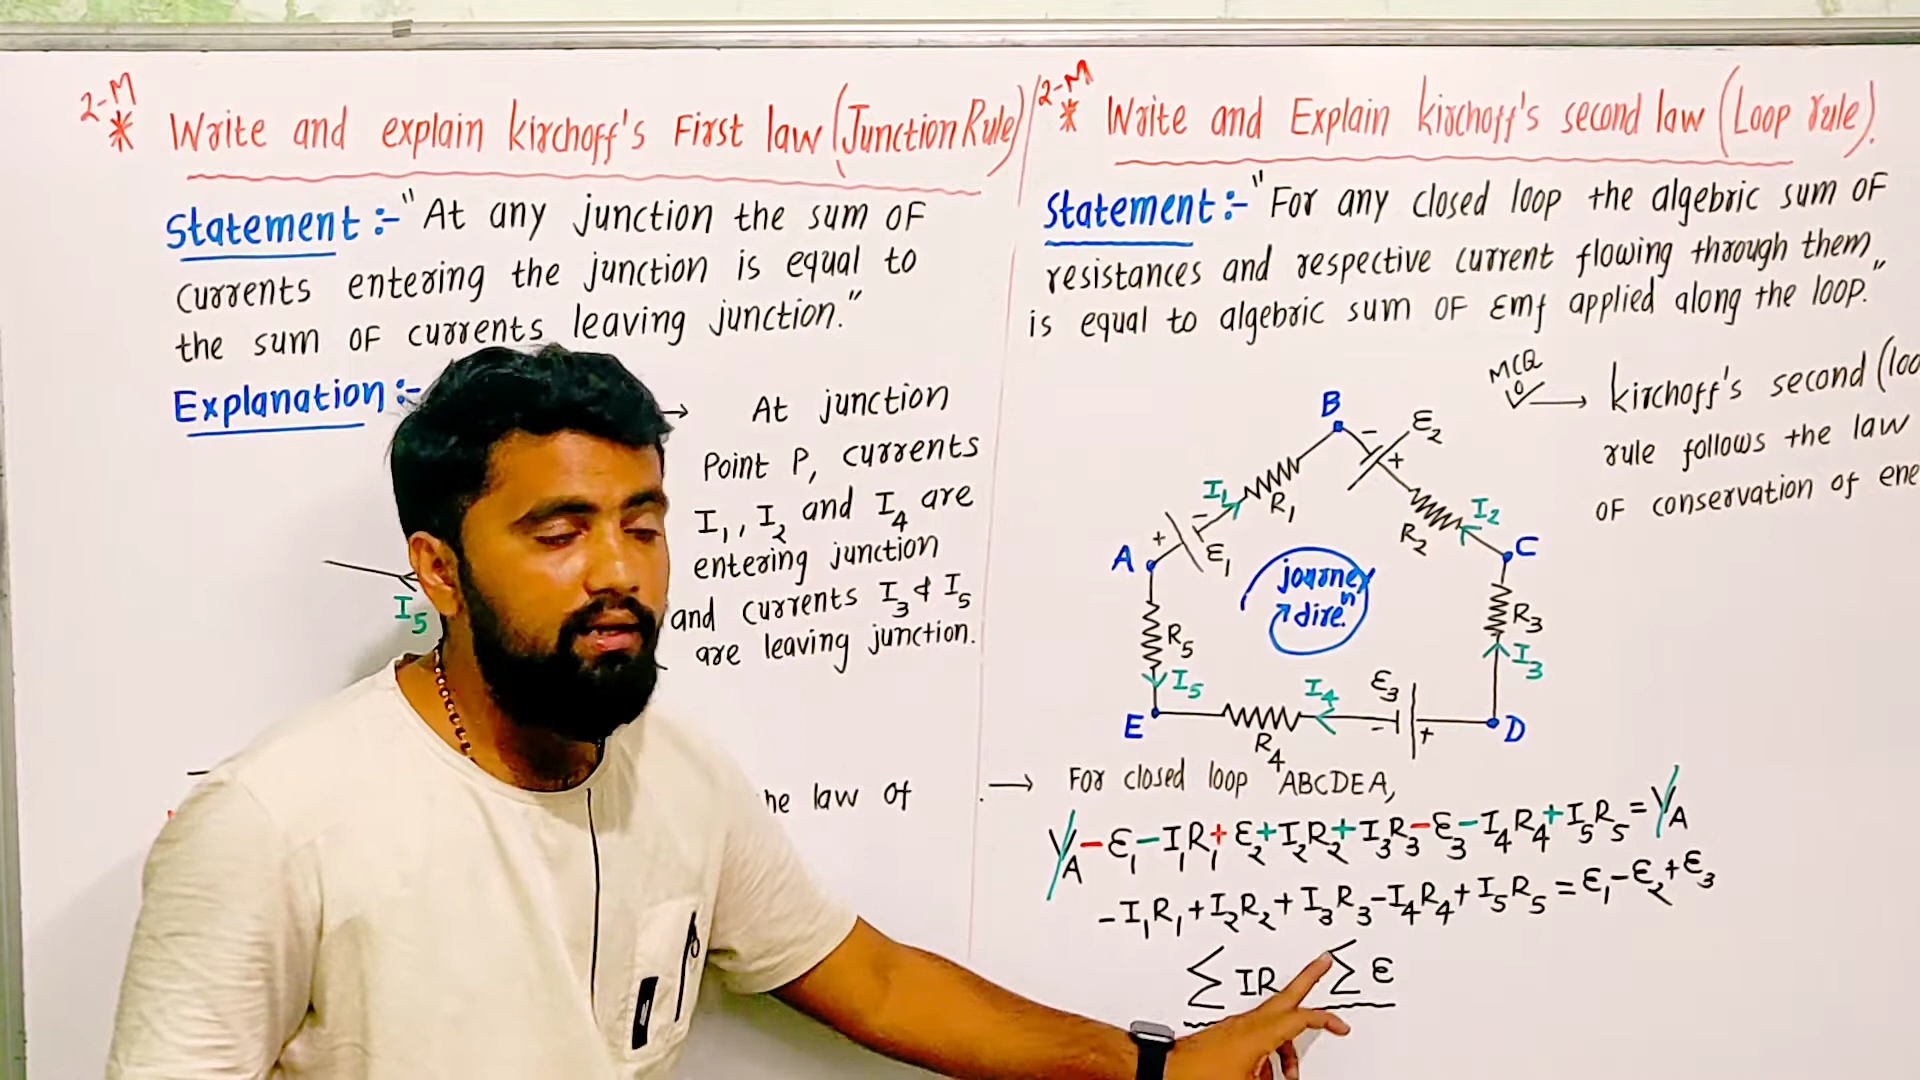 2-M
* Write and explain kirchoff's First law (Junction Rule)
Statement :- "At any junction the sum OF
currents entering the junction is equal to
the sum OF currents leaving junction."
Explanation :-
→ At junction
Point P, currents
I₁, I₂ and I₄ are
entering junction
and currents I₃ & I₅
are leaving junction.
I₅
he law of
2-M
* Write and Explain kirchoff's second law (Loop rule).
Statement :- "For any closed loop the algebric sum OF
resistances and respective current flowing through them
is equal to algebric sum OF Emf applied along the loop."
MCQ
→ kirchoff's second (loo
rule follows the law
OF conservation of ene
B
- ε₂
+
I₁ R₁
R₂ I₂
A + - ε₁
C
journey
direⁿ
R₃
I₃
R₅
I₅
E
R₄
I₄
ε₃
- +
D
→ For closed loop ABCDEA,
V_A - ε₁ - I₁R₁ + ε₂ + I₂R₂ + I₃R₃ - ε₃ - I₄R₄ + I₅R₅ = V_A
- I₁R₁ + I₂R₂ + I₃R₃ - I₄R₄ + I₅R₅ = ε₁ - ε₂ + ε₃
∑ IR ∑ ε